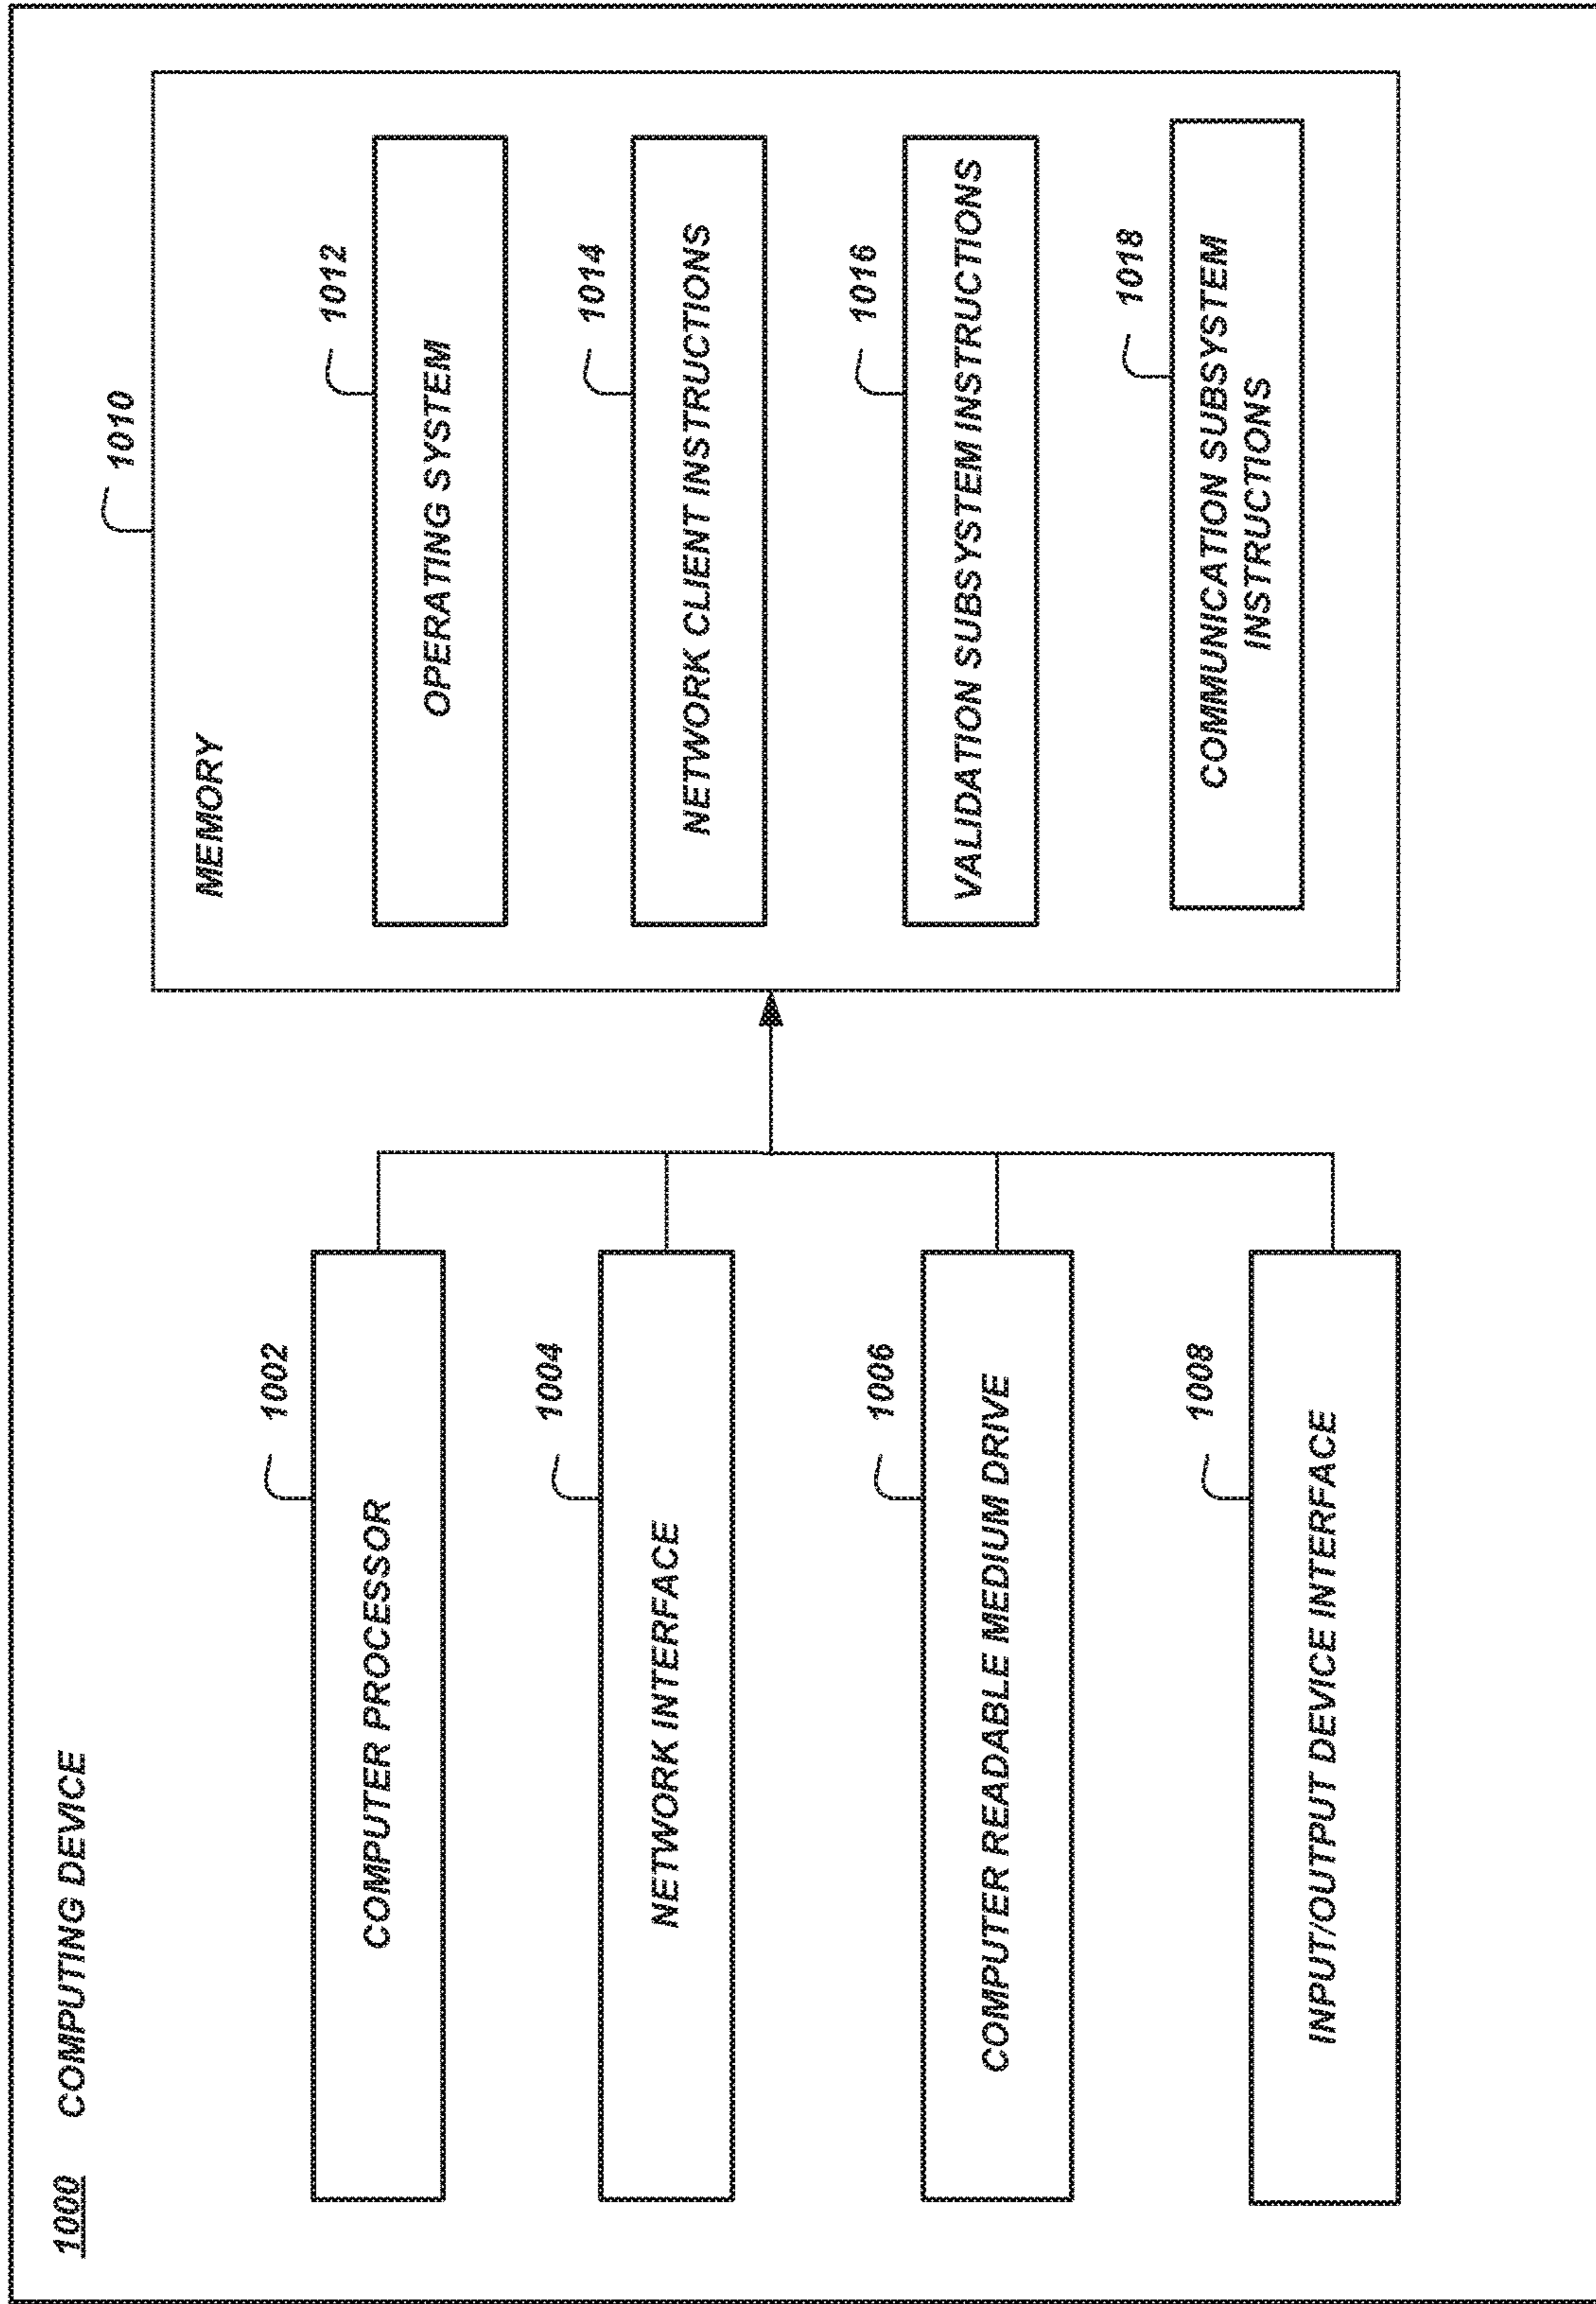 1000 COMPUTING DEVICE
1002
COMPUTER PROCESSOR
1004
NETWORK INTERFACE
1006
COMPUTER READABLE MEDIUM DRIVE
1008
INPUT/OUTPUT DEVICE INTERFACE
1010
MEMORY
1012
OPERATING SYSTEM
1014
NETWORK CLIENT INSTRUCTIONS
1016
VALIDATION SUBSYSTEM INSTRUCTIONS
1018
COMMUNICATION SUBSYSTEM
INSTRUCTIONS